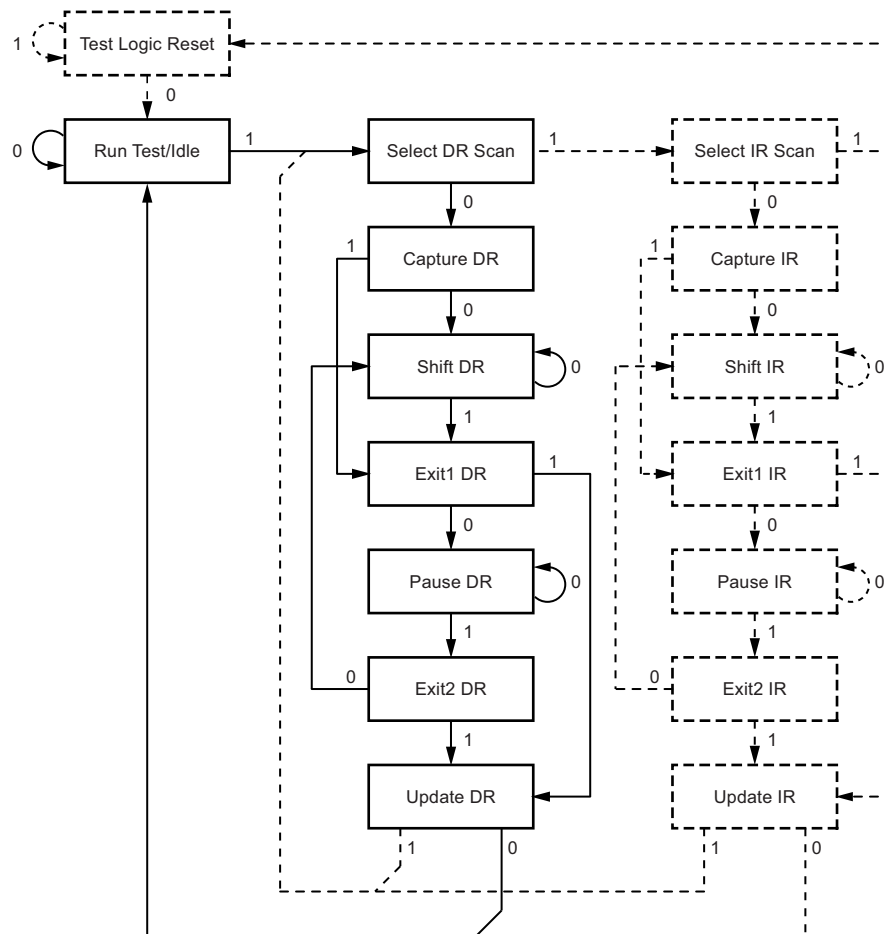 1
Test Logic Reset
0
0
Run Test/Idle
1
Select DR Scan
1
Select IR Scan
1
0
0
1
Capture DR
1
Capture IR
0
0
Shift DR
0
Shift IR
0
1
1
Exit1 DR
1
Exit1 IR
1
0
0
Pause DR
0
Pause IR
0
1
1
0
Exit2 DR
0
Exit2 IR
1
1
Update DR
Update IR
1
0
1
0